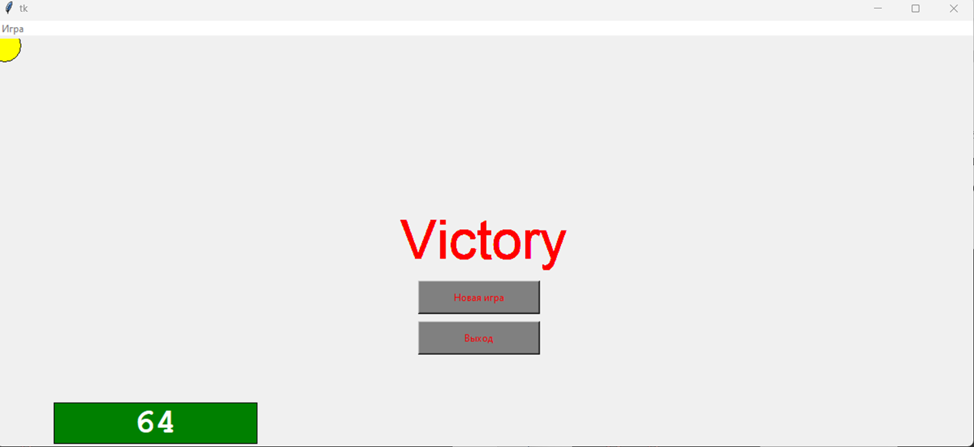 tk
Игра
Victory
Новая игра
Выход
64